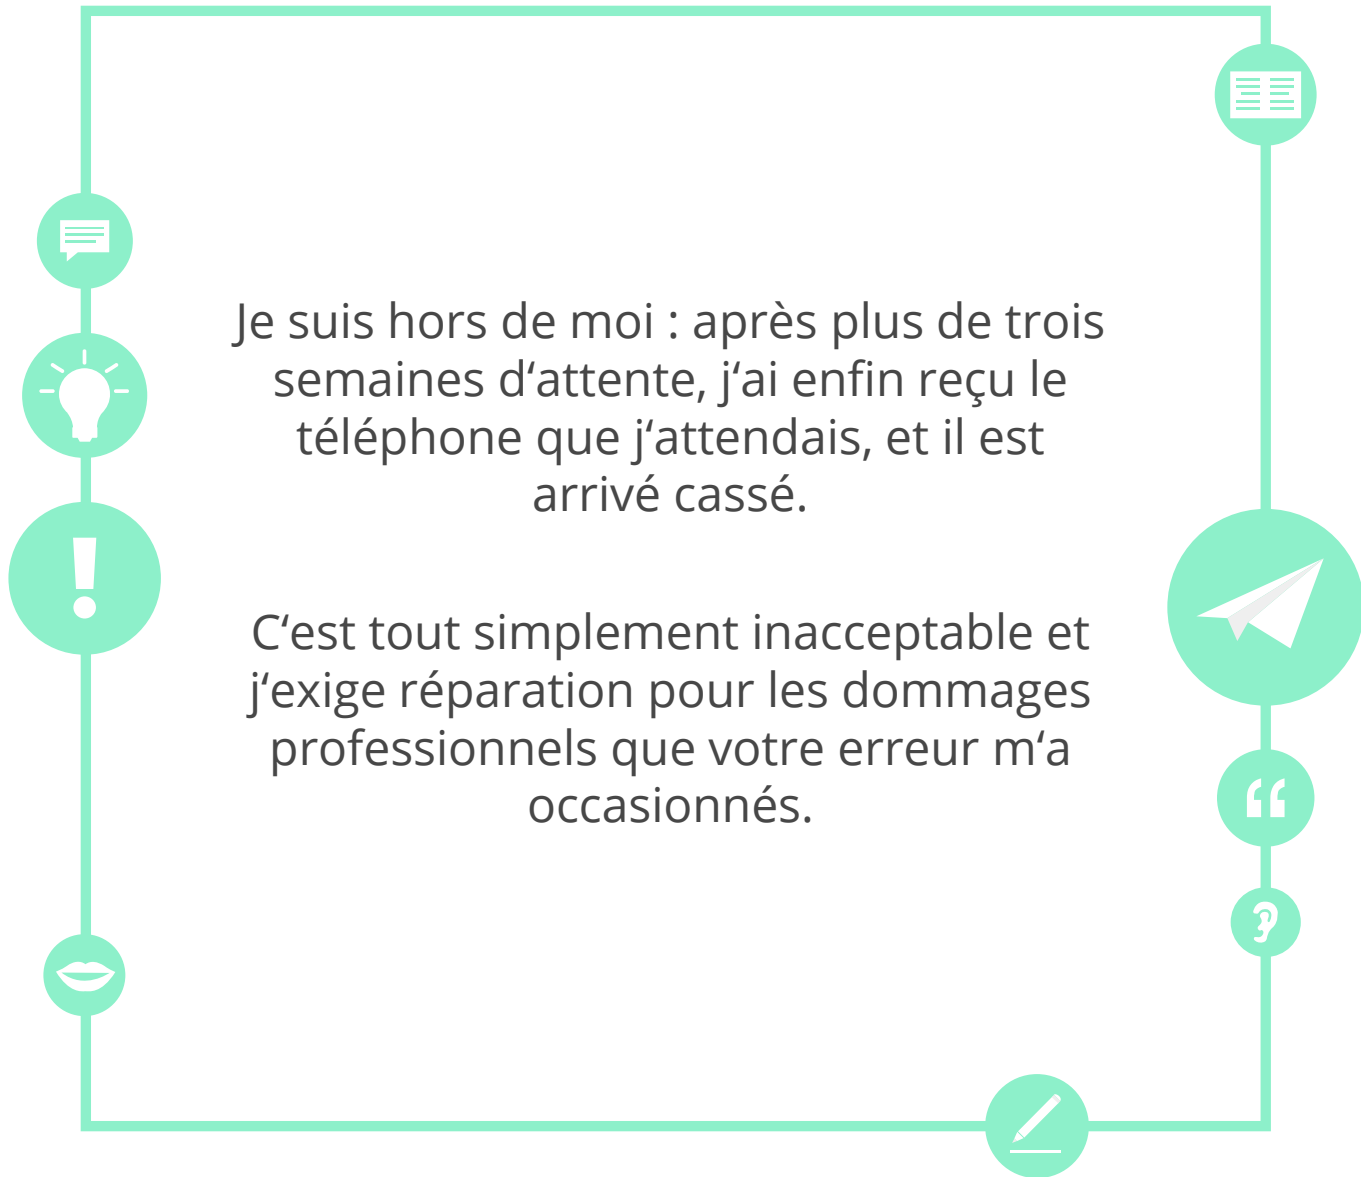 Je suis hors de moi : après plus de trois
semaines d‘attente, j‘ai enfin reçu le
téléphone que j‘attendais, et il est
arrivé cassé.
C‘est tout simplement inacceptable et
j‘exige réparation pour les dommages
professionnels que votre erreur m‘a
occasionnés.